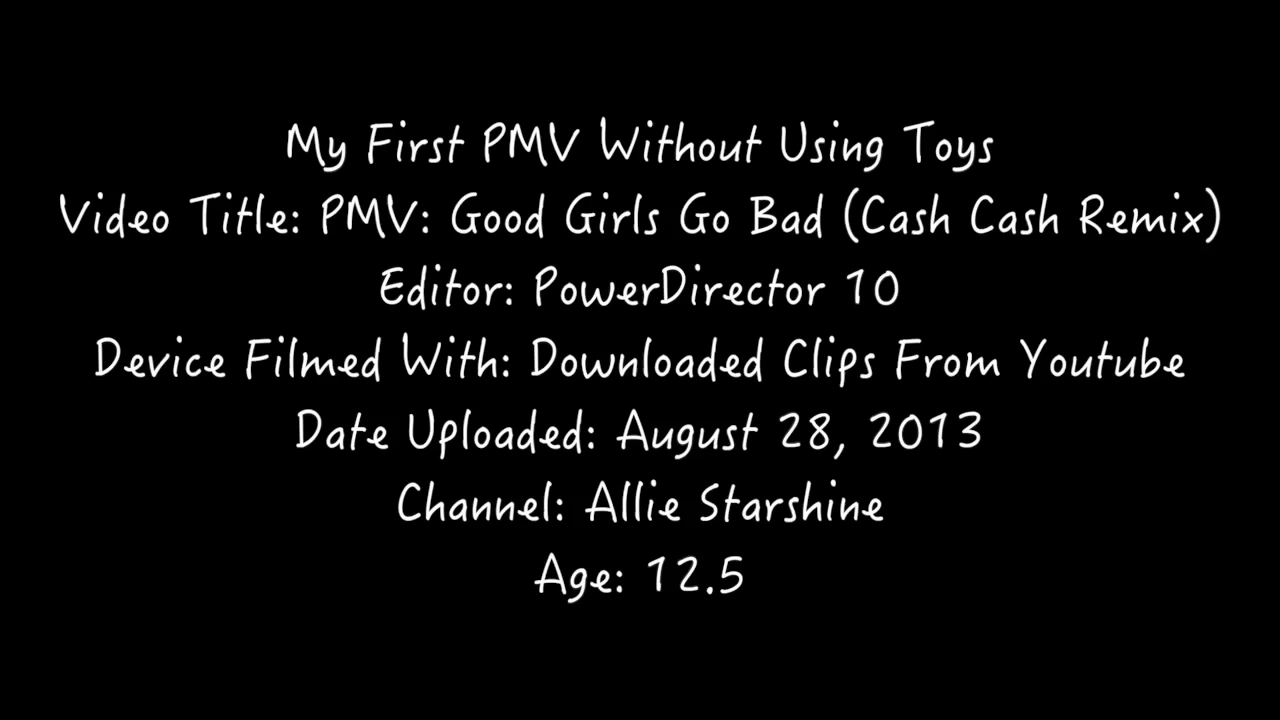 My First PMV Without Using Toys
Video Title: PMV: Good Girls Go Bad (Cash Cash Remix)
Editor: PowerDirector 10
Device Filmed With: Downloaded Clips From Youtube
Date Uploaded: August 28, 2013
Channel: Allie Starshine
Age: 12.5